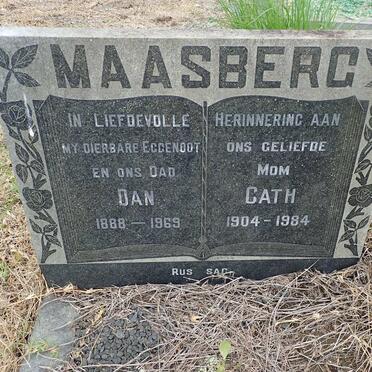 MAASBERG
IN LIEFDEVOLLE HERINNERING AAN
MY DIERBARE EGGENOOT
EN ONS DAD
DAN
1888 – 1969
ONS GELIEFDE
MOM
CATH
1904 – 1984
RUS SAG